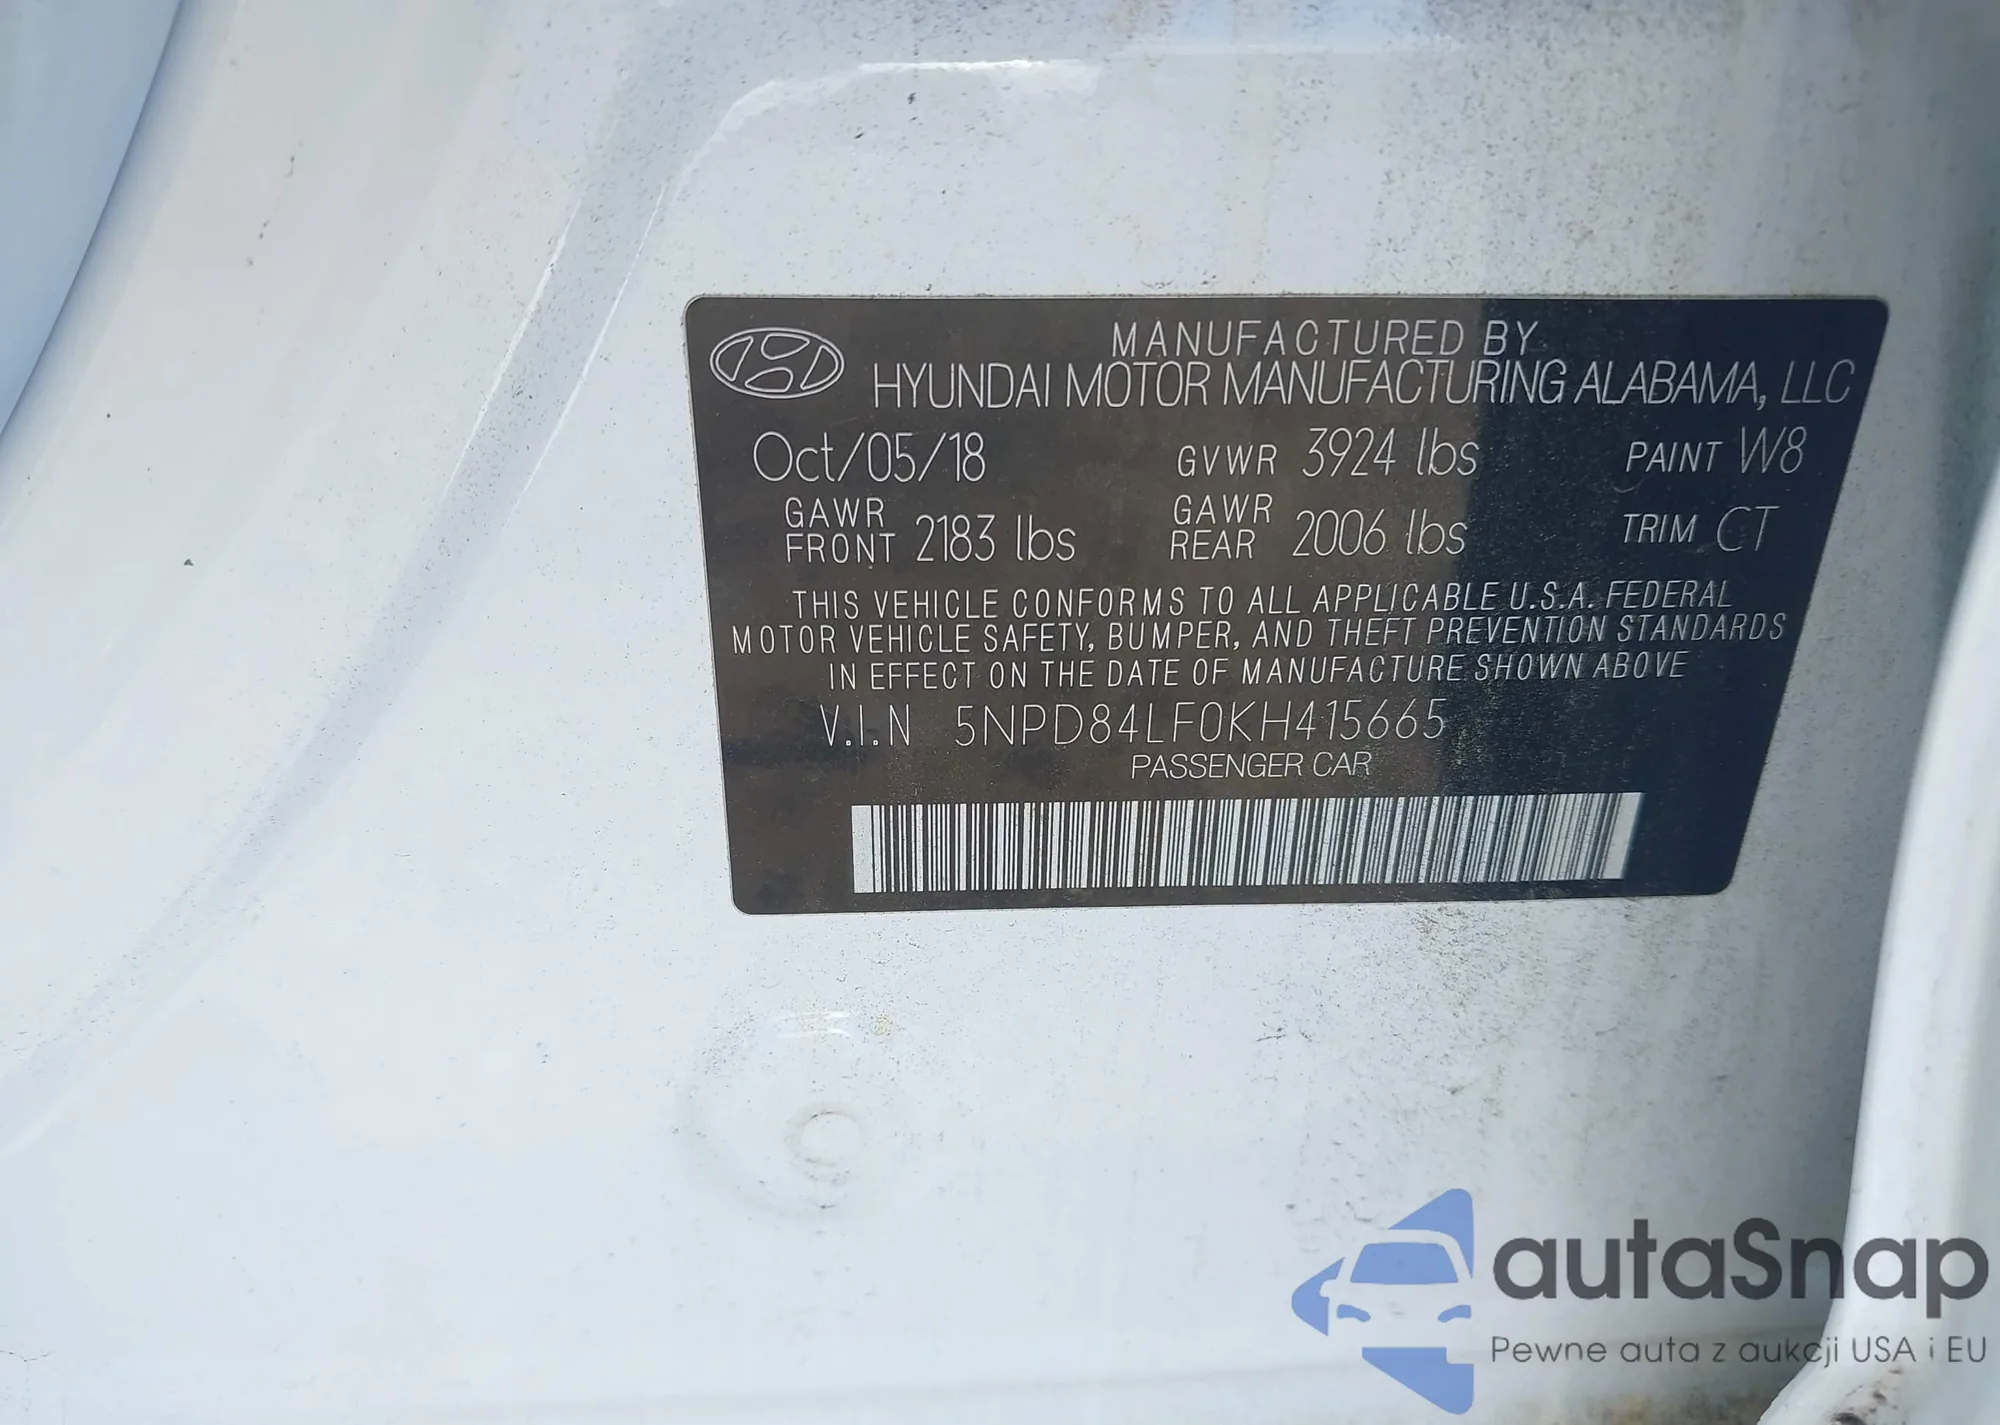 MANUFACTURED BY
HYUNDAI MOTOR MANUFACTURING ALABAMA, LLC
Oct/05/18 GVWR 3924 lbs PAINT W8
GAWR FRONT 2183 lbs GAWR REAR 2006 lbs TRIM CT
THIS VEHICLE CONFORMS TO ALL APPLICABLE U.S.A. FEDERAL
MOTOR VEHICLE SAFETY, BUMPER, AND THEFT PREVENTION STANDARDS
IN EFFECT ON THE DATE OF MANUFACTURE SHOWN ABOVE
V.I.N 5NPD84LF0KH415665
PASSENGER CAR
autaSnap
Pewne auta z aukcji USA i EU